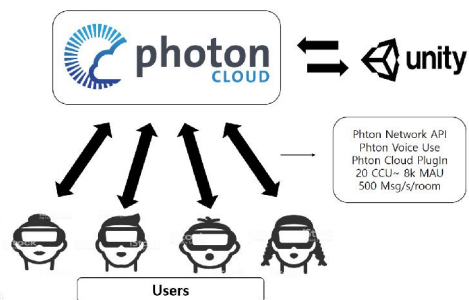 photon
CLOUD
unity
Phton Network API
Phton Voice Use
Phton Cloud PlugIn
20 CCU~ 8k MAU
500 Msg/s/room
Users